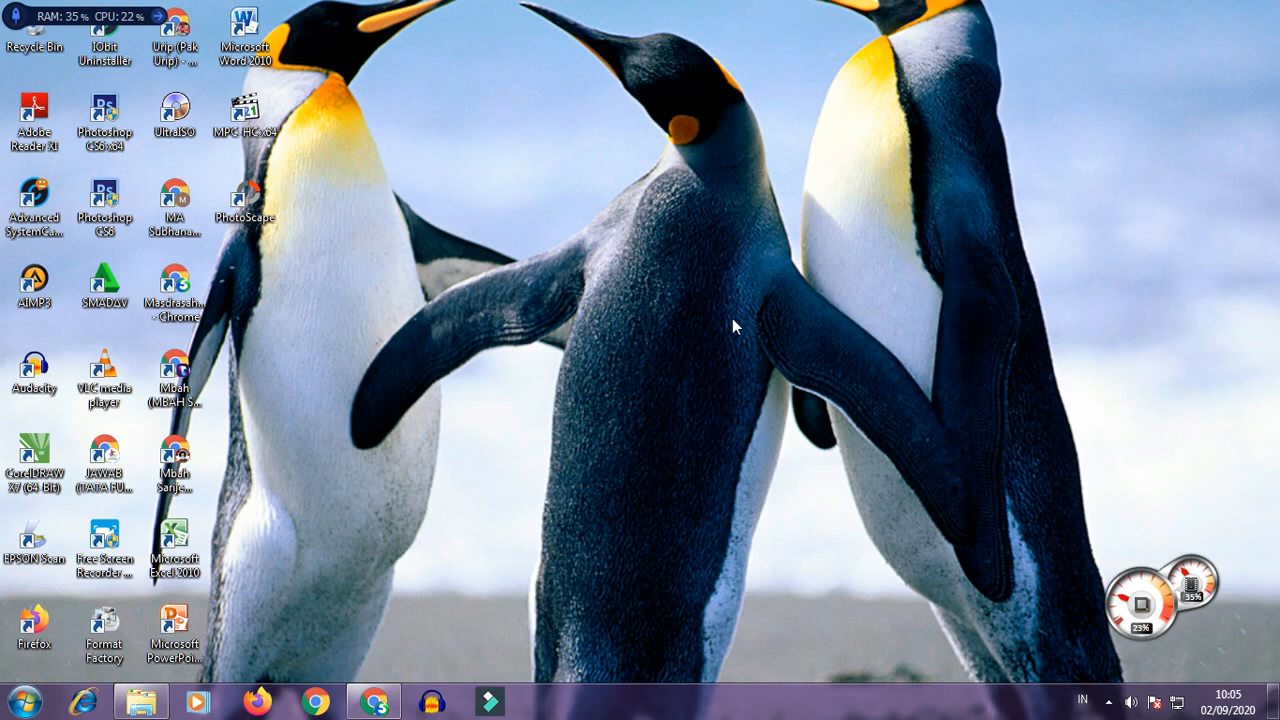 RAM: 35% CPU: 22%
Recycle Bin
IObit
Uninstaller
Urip (Pak
Urip) - ...
Microsoft
Word 2010
Adobe
Reader XI
Photoshop
CS6 x64
UltraISO
MPC-HC x64
Advanced
SystemCa...
Photoshop
CS6
MA
Subhana...
PhotoScape
AIMP3
SMADAV
Masdrasah...
- Chrome
Audacity
VLC media
player
Mbah
(MBAH S...
CorelDRAW
X7 (64-Bit)
JAWAB
(TATA FU...
Mbah
Sarije...
EPSON Scan
Free Screen
Recorder ...
Microsoft
Excel 2010
Firefox
Format
Factory
Microsoft
PowerPoi...
35%
23%
IN
10:05
02/09/2020